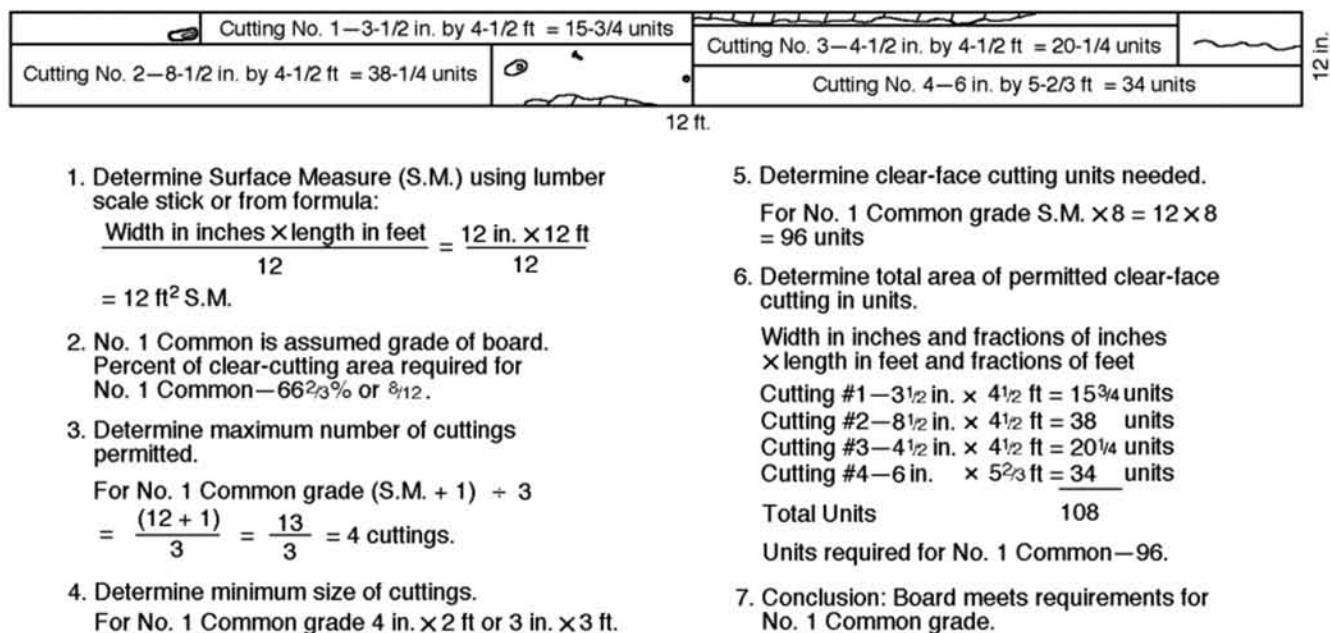 Cutting No. 1—3-1/2 in. by 4-1/2 ft = 15-3/4 units
Cutting No. 2—8-1/2 in. by 4-1/2 ft = 38-1/4 units
Cutting No. 3—4-1/2 in. by 4-1/2 ft = 20-1/4 units
Cutting No. 4—6 in. by 5-2/3 ft = 34 units
12 in.
12 ft.
1. Determine Surface Measure (S.M.) using lumber
scale stick or from formula:
Width in inches × length in feet / 12 = 12 in. × 12 ft / 12
= 12 ft² S.M.
2. No. 1 Common is assumed grade of board.
Percent of clear-cutting area required for
No. 1 Common—66 2/3% or 8/12.
3. Determine maximum number of cuttings
permitted.
For No. 1 Common grade (S.M. + 1) ÷ 3
= (12 + 1) / 3 = 13 / 3 = 4 cuttings.
4. Determine minimum size of cuttings.
For No. 1 Common grade 4 in. × 2 ft or 3 in. × 3 ft.
5. Determine clear-face cutting units needed.
For No. 1 Common grade S.M. × 8 = 12 × 8
= 96 units
6. Determine total area of permitted clear-face
cutting in units.
Width in inches and fractions of inches
× length in feet and fractions of feet
Cutting #1—3 1/2 in. × 4 1/2 ft = 15 3/4 units
Cutting #2—8 1/2 in. × 4 1/2 ft = 38 units
Cutting #3—4 1/2 in. × 4 1/2 ft = 20 1/4 units
Cutting #4—6 in. × 5 2/3 ft = 34 units
Total Units 108
Units required for No. 1 Common—96.
7. Conclusion: Board meets requirements for
No. 1 Common grade.